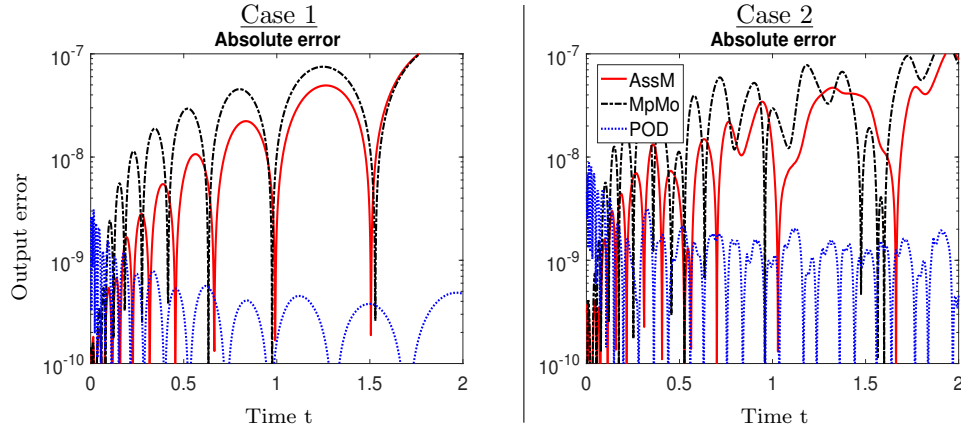 Case 1
Absolute error
Output error
10^-7
10^-8
10^-9
10^-10
0 0.5 1 1.5 2
Time t
Case 2
Absolute error
AssM
MpMo
POD
10^-7
10^-8
10^-9
10^-10
0 0.5 1 1.5 2
Time t